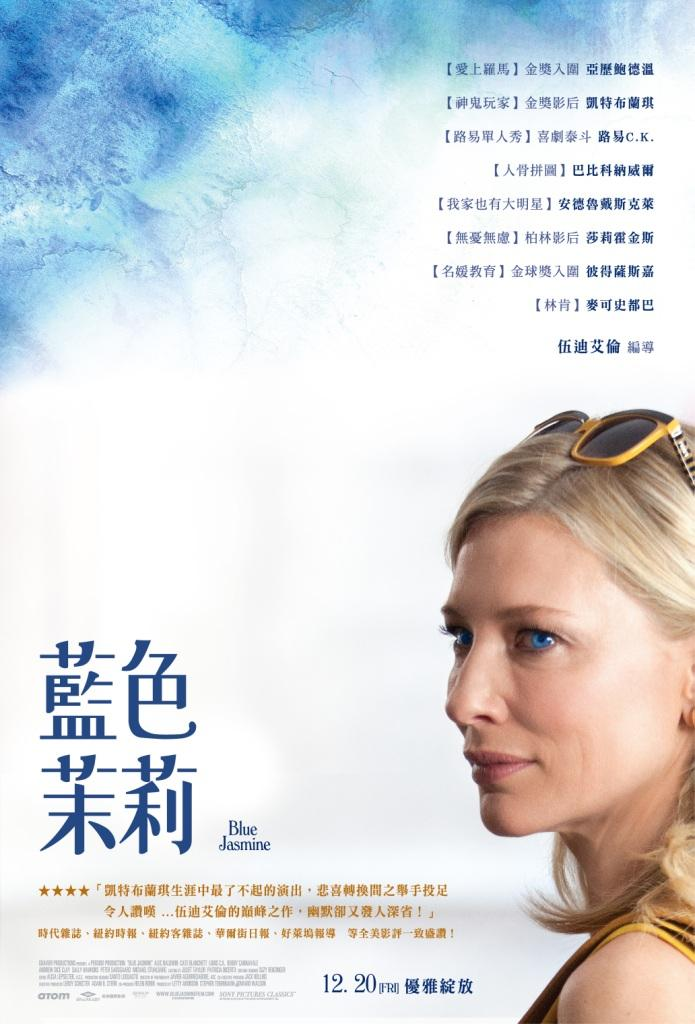 【愛上羅馬】金獎入圍 亞歷鮑德溫
【神鬼玩家】金獎影后 凱特布蘭琪
【路易單人秀】喜劇泰斗 路易C.K.
【人骨拼圖】巴比科納威爾
【我家也有大明星】安德魯戴斯克萊
【無憂無慮】柏林影后 莎莉霍金斯
【名媛教育】金球獎入圍 彼得薩斯嘉
【林肯】麥可史都巴
伍迪艾倫 編導
藍色
茉莉
Blue
Jasmine
★★★★「凱特布蘭琪生涯中最了不起的演出，悲喜轉換間之舉手投足
令人讚嘆 ...伍迪艾倫的巔峰之作，幽默卻又發人深省！」
時代雜誌、紐約時報、紐約客雜誌、華爾街日報、好萊塢報導 等全美影評一致盛讚！
atom
WWW.BLUEJASMINEFILM.COM
SONY PICTURES CLASSICS
12. 20 [FRI] 優雅綻放